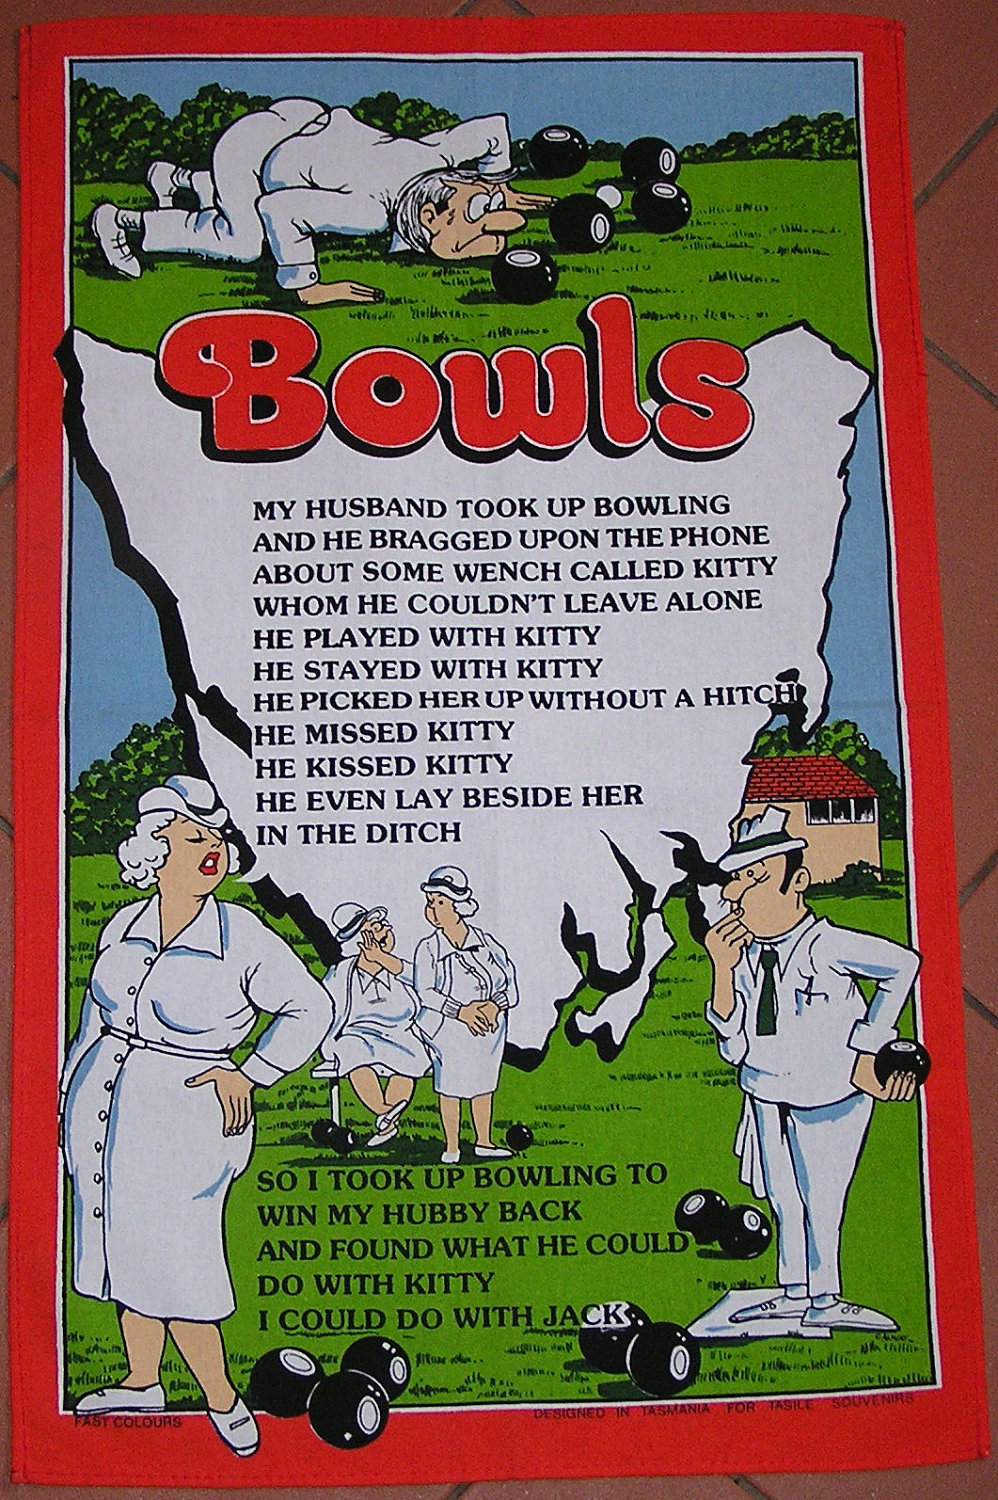 Bowls
MY HUSBAND TOOK UP BOWLING
AND HE BRAGGED UPON THE PHONE
ABOUT SOME WENCH CALLED KITTY
WHOM HE COULDN'T LEAVE ALONE
HE PLAYED WITH KITTY
HE STAYED WITH KITTY
HE PICKED HER UP WITHOUT A HITCH
HE MISSED KITTY
HE KISSED KITTY
HE EVEN LAY BESIDE HER
IN THE DITCH
SO I TOOK UP BOWLING TO
WIN MY HUBBY BACK
AND FOUND WHAT HE COULD
DO WITH KITTY
I COULD DO WITH JACK
FAST COLOURS
DESIGNED IN TASMANIA FOR TASILE SOUVENIRS